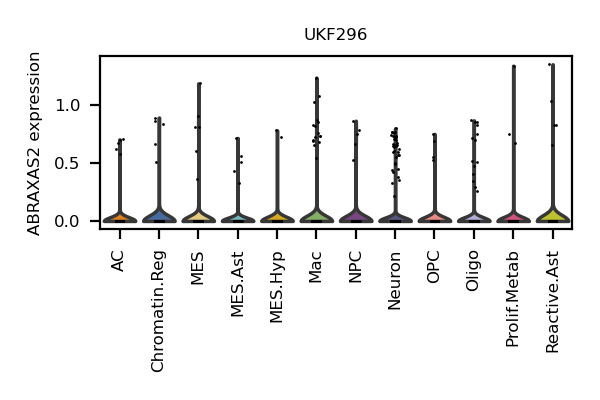 UKF296
ABRAXAS2 expression
1.0
0.5
0.0
AC
Chromatin.Reg
MES
MES.Ast
MES.Hyp
Mac
NPC
Neuron
OPC
Oligo
Prolif.Metab
Reactive.Ast